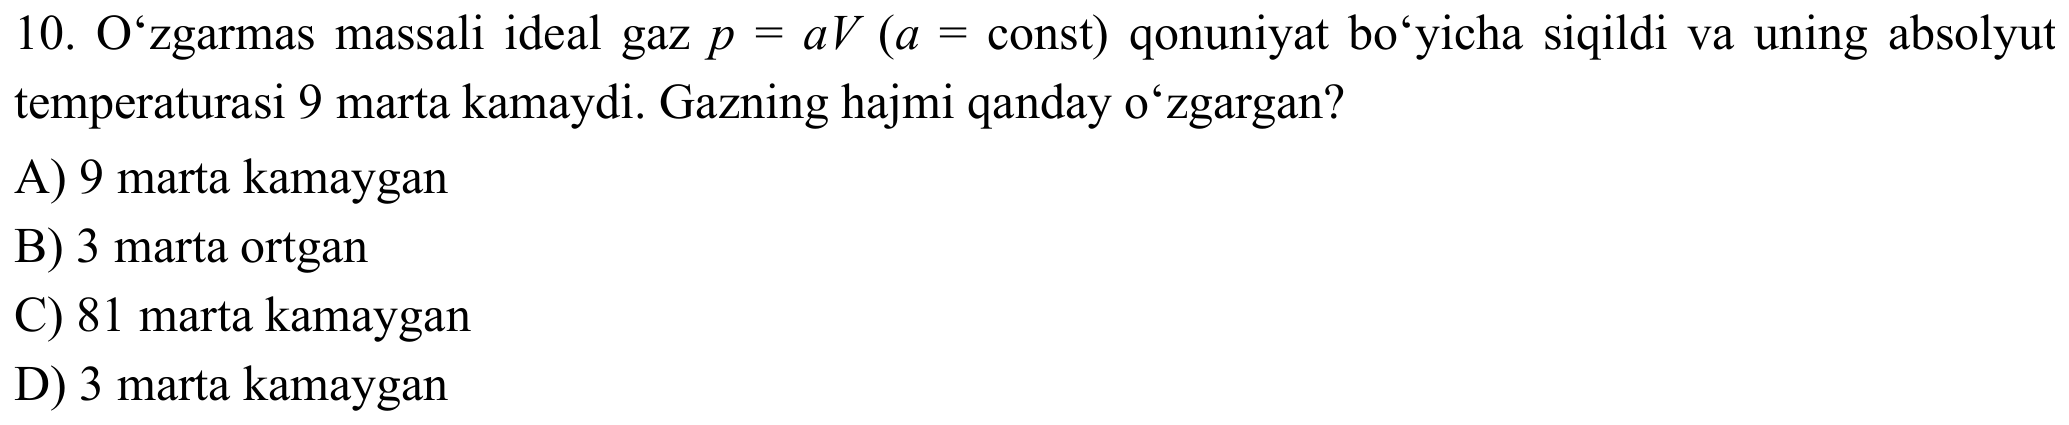 10. O‘zgarmas massali ideal gaz p = aV (a = const) qonuniyat bo‘yicha siqildi va uning absolyut
temperaturasi 9 marta kamaydi. Gazning hajmi qanday o‘zgargan?
A) 9 marta kamaygan
B) 3 marta ortgan
C) 81 marta kamaygan
D) 3 marta kamaygan